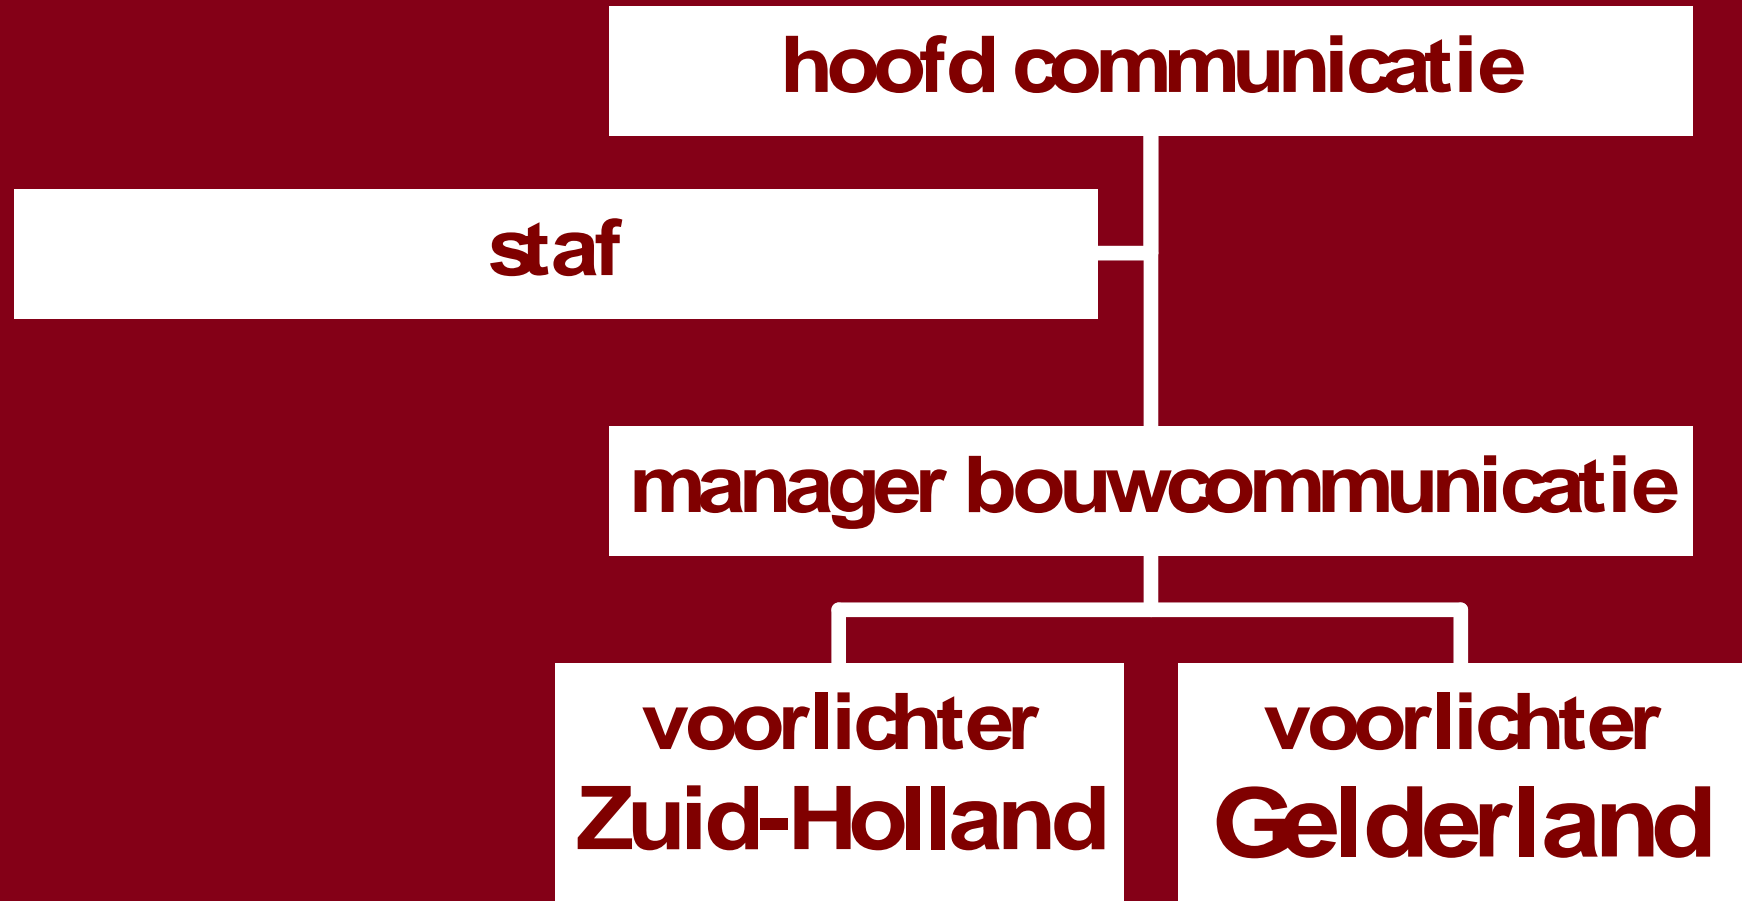 hoofd communicatie
staf
manager bouwcommunicatie
voorlichter
Zuid-Holland
voorlichter
Gelderland